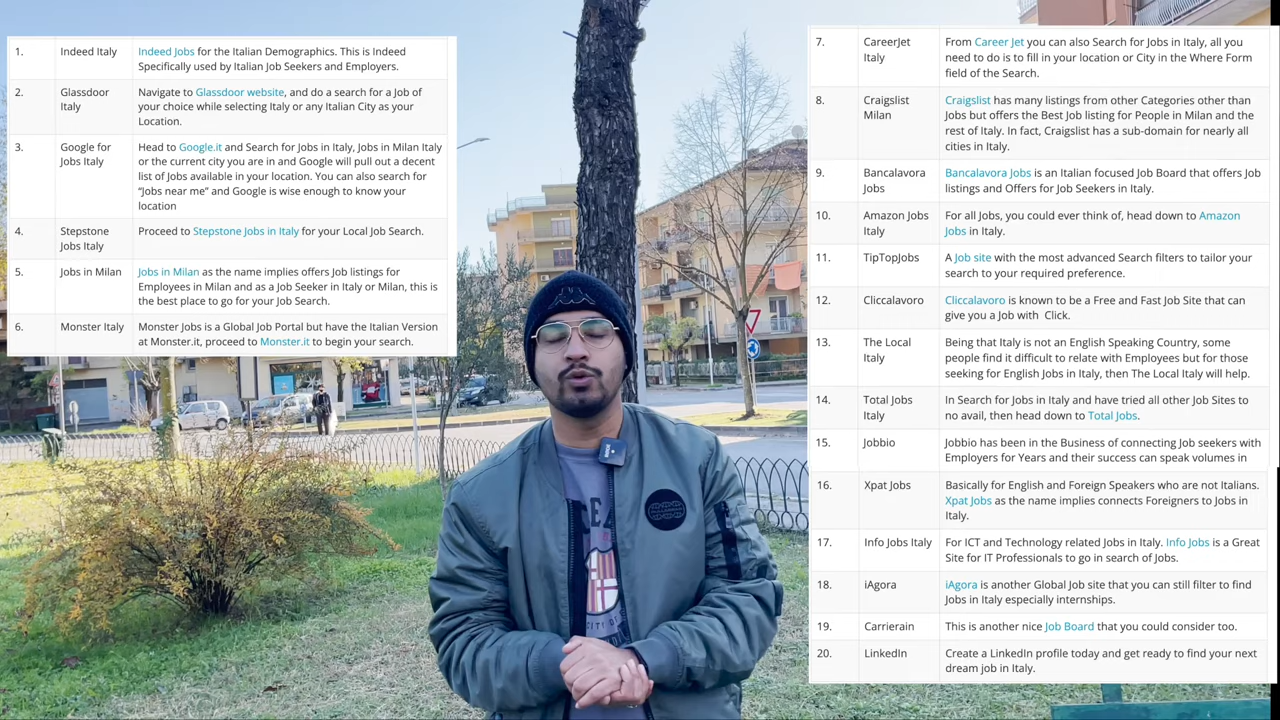 1. Indeed Italy Indeed Jobs for the Italian Demographics. This is Indeed
Specifically used by Italian Job Seekers and Employers.
2. Glassdoor Italy Navigate to Glassdoor website, and do a search for a Job of
your choice while selecting Italy or any Italian City as your
Location.
3. Google for Jobs Italy Head to Google.it and Search for Jobs in Italy, Jobs in Milan Italy
or the current city you are in and Google will pull out a decent
list of Jobs available in your location. You can also search for
“Jobs near me” and Google is wise enough to know your
location
4. Stepstone Jobs Italy Proceed to Stepstone Jobs in Italy for your Local Job Search.
5. Jobs in Milan Jobs in Milan as the name implies offers Job listings for
Employees in Milan and as a Job Seeker in Italy or Milan, this is
the best place to go for your Job Search.
6. Monster Italy Monster Jobs is a Global Job Portal but have the Italian Version
at Monster.it, proceed to Monster.it to begin your search.
7. CareerJet Italy From Career Jet you can also Search for Jobs in Italy, all you
need to do is to fill in your location or City in the Where Form
field of the Search.
8. Craigslist Milan Craigslist has many listings from other Categories other than
Jobs but offers the Best Job listing for People in Milan and the
rest of Italy. In fact, Craigslist has a sub-domain for nearly all
cities in Italy.
9. Bancalavora Jobs Bancalavora Jobs is an Italian focused Job Board that offers Job
listings and Offers for Job Seekers in Italy.
10. Amazon Jobs Italy For all Jobs, you could ever think of, head down to Amazon
Jobs in Italy.
11. TipTopJobs A Job site with the most advanced Search filters to tailor your
search to your required preference.
12. Cliccalavoro Cliccalavoro is known to be a Free and Fast Job Site that can
give you a Job with Click.
13. The Local Italy Being that Italy is not an English Speaking Country, some
people find it difficult to relate with Employees but for those
seeking for English Jobs in Italy, then The Local Italy will help.
14. Total Jobs Italy In Search for Jobs in Italy and have tried all other Job Sites to
no avail, then head down to Total Jobs.
15. Jobbio Jobbio has been in the Business of connecting Job seekers with
Employers for Years and their success can speak volumes in
16. Xpat Jobs Basically for English and Foreign Speakers who are not Italians.
Xpat Jobs as the name implies connects Foreigners to Jobs in
Italy.
17. Info Jobs Italy For ICT and Technology related Jobs in Italy. Info Jobs is a Great
Site for IT Professionals to go in search of Jobs.
18. iAgora iAgora is another Global Job site that you can still filter to find
Jobs in Italy especially internships.
19. Carrierain This is another nice Job Board that you could consider too.
20. LinkedIn Create a LinkedIn profile today and get ready to find your next
dream job in Italy.